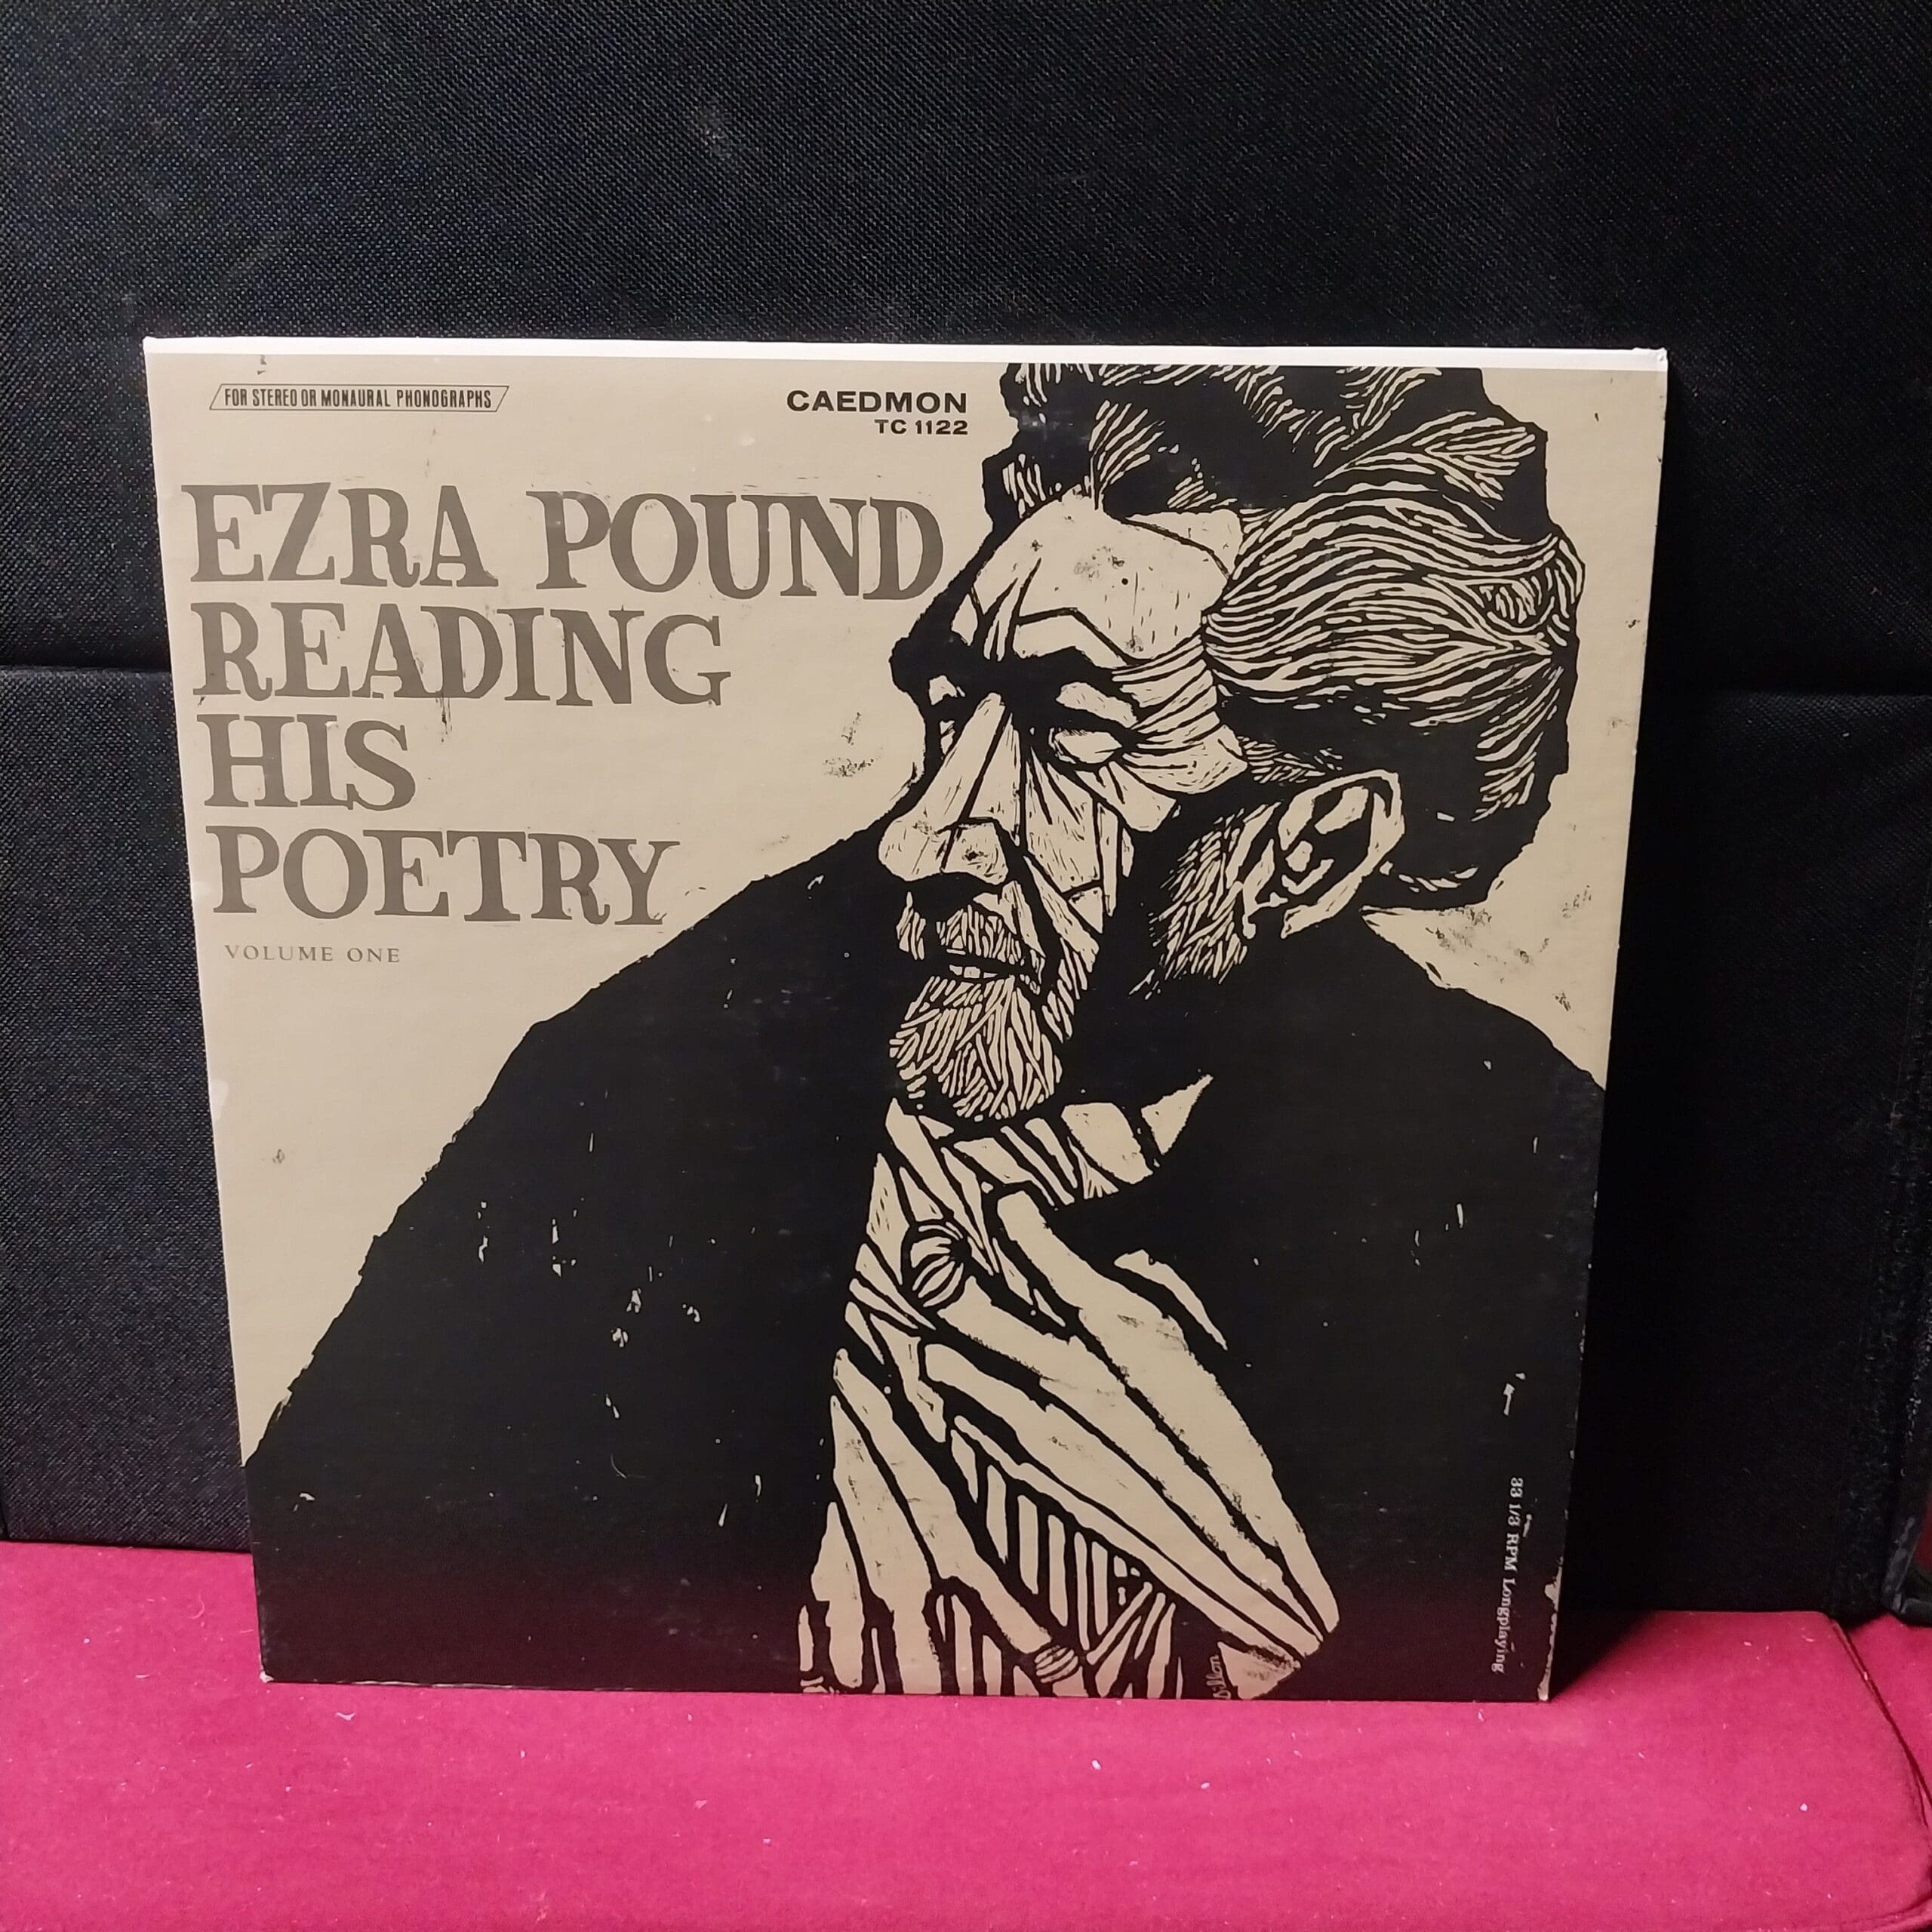 FOR STEREO OR MONAURAL PHONOGRAPHS
CAEDMON
TC 1122
EZRA POUND
READING
HIS
POETRY
VOLUME ONE
33 1/3 RPM Longplaying
Dillon